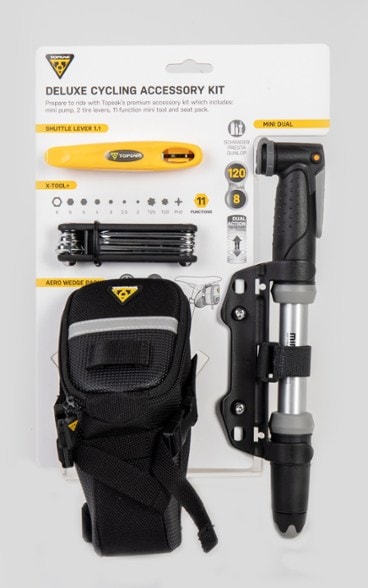 TOPEAK
DELUXE CYCLING ACCESSORY KIT
Prepare to ride with Topeak's premium accessory kit which includes:
mini pump, 2 tire levers, 11 function mini tool and seat pack.
SHUTTLE LEVER 1.1
MINI DUAL
TOPEAK
SCHRADER
PRESTA
DUNLOP
120
8
DUAL
ACTION
X-TOOL+
11
FUNCTIONS
AERO WEDGE PACK